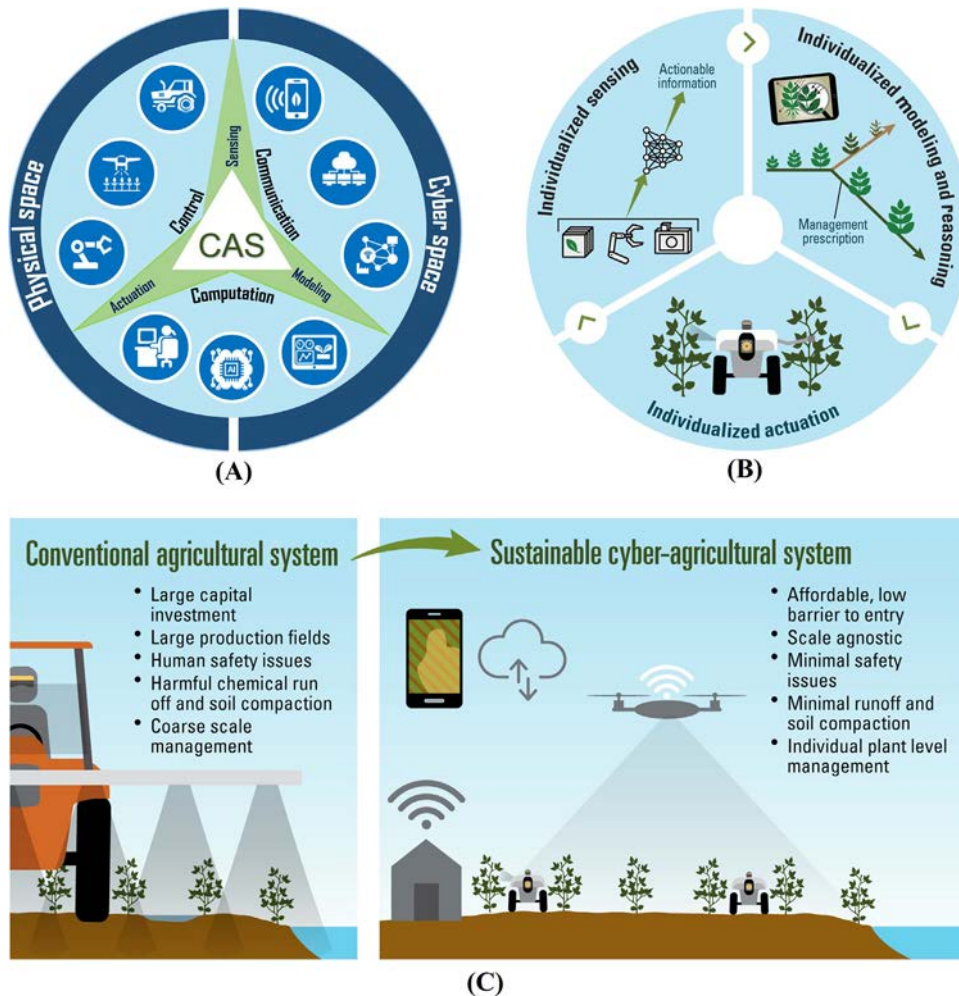 Physical space
Cyber space
Sensing
Control
Communication
CAS
Actuation
Modeling
Computation
AI
(A)
Individualized sensing
Actionable
information
Individualized modeling and reasoning
Management
prescription
Individualized actuation
(B)
Conventional agricultural system
• Large capital
investment
• Large production fields
• Human safety issues
• Harmful chemical run
off and soil compaction
• Coarse scale
management
Sustainable cyber-agricultural system
• Affordable, low
barrier to entry
• Scale agnostic
• Minimal safety
issues
• Minimal runoff and
soil compaction
• Individual plant level
management
(C)